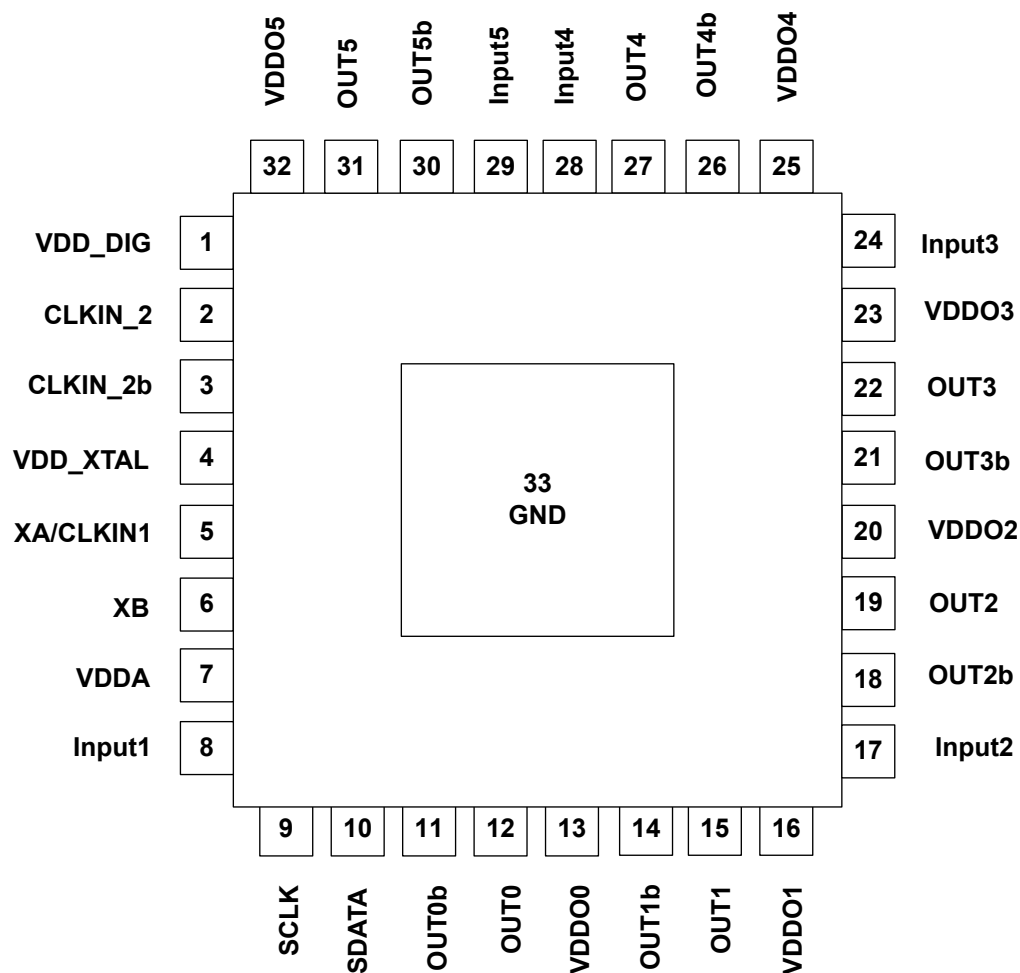 VDDO5
OUT5
OUT5b
Input5
Input4
OUT4
OUT4b
VDDO4
32
31
30
29
28
27
26
25
VDD_DIG
1
CLKIN_2
2
CLKIN_2b
3
VDD_XTAL
4
XA/CLKIN1
5
XB
6
VDDA
7
Input1
8
33
GND
24
Input3
23
VDDO3
22
OUT3
21
OUT3b
20
VDDO2
19
OUT2
18
OUT2b
17
Input2
9
10
11
12
13
14
15
16
SCLK
SDATA
OUT0b
OUT0
VDDO0
OUT1b
OUT1
VDDO1